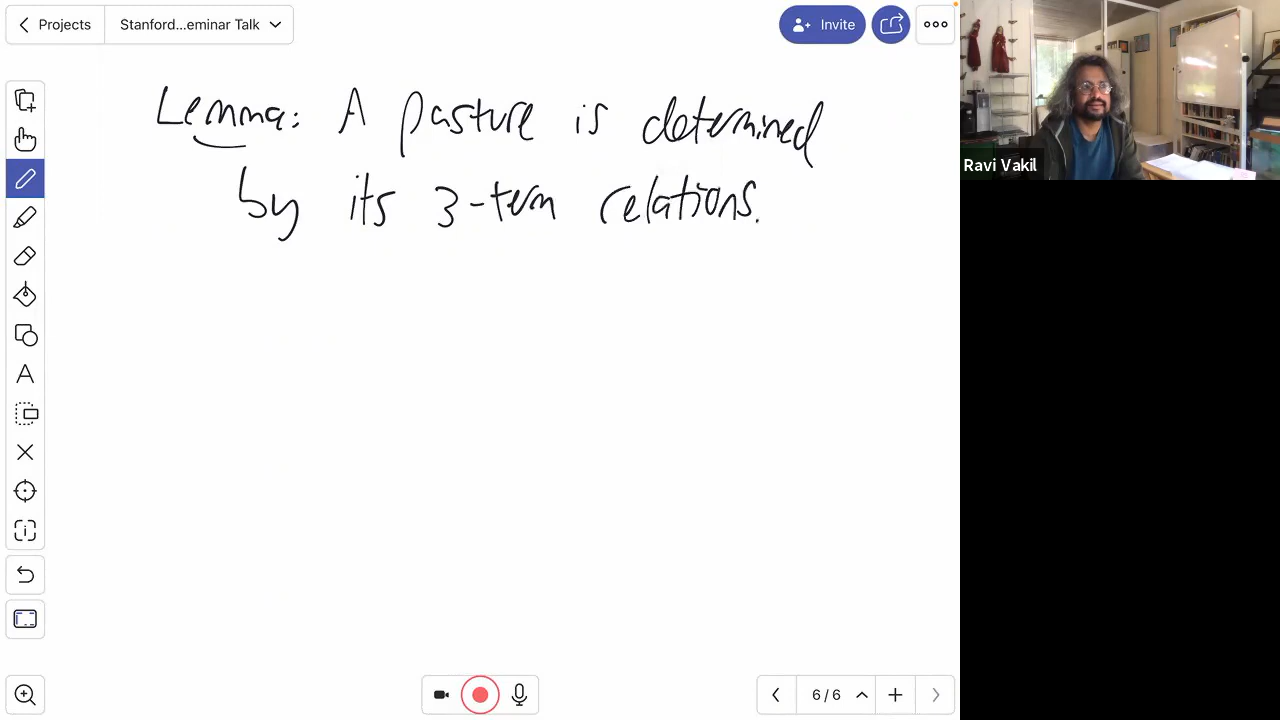 Projects
Stanford...eminar Talk
Invite
Lemma: A pasture is determined
by its 3-term relations.
Ravi Vakil
A
6 / 6